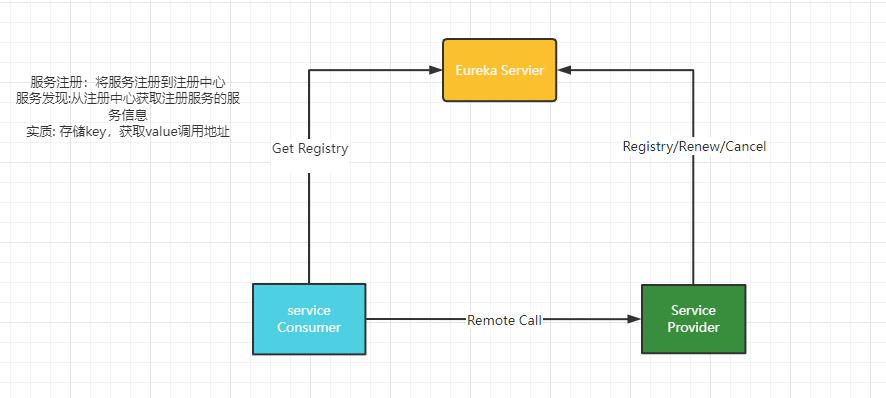 Eureka Servier
服务注册：将服务注册到注册中心
服务发现:从注册中心获取注册服务的服
务信息
实质: 存储key，获取value调用地址
Get Registry
Registry/Renew/Cancel
service
Consumer
Remote Call
Service
Provider